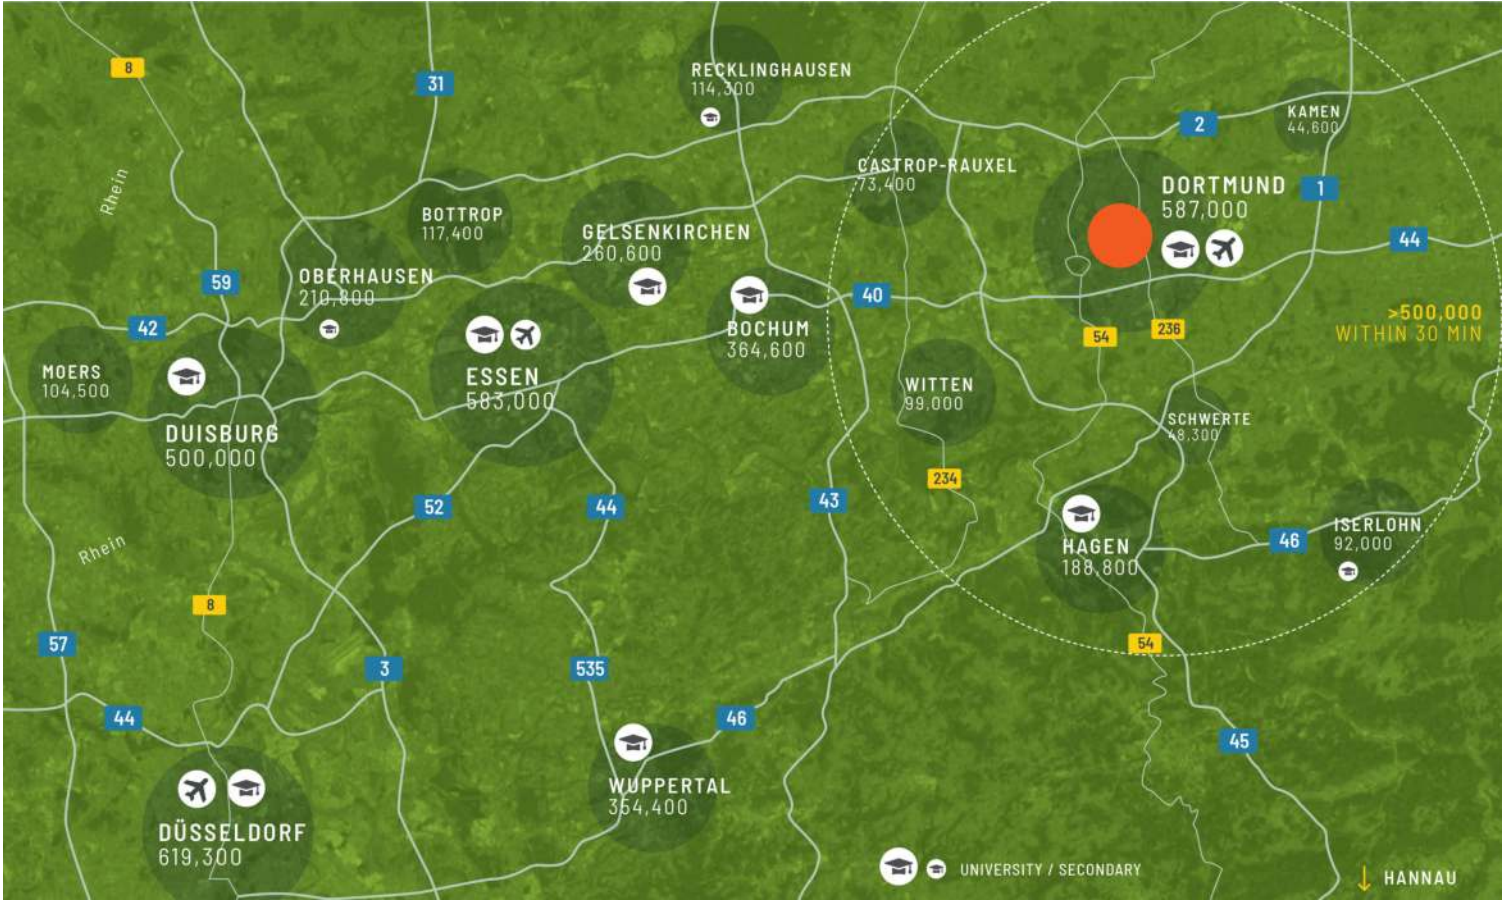 8
31
RECKLINGHAUSEN
114,300
2
KAMEN
44,600
Rhein
CASTROP-RAUXEL
73,400
DORTMUND
587,000
1
BOTTROP
117,400
GELSENKIRCHEN
260,600
44
59
OBERHAUSEN
210,800
40
42
BOCHUM
364,600
54
236
>500,000
WITHIN 30 MIN
MOERS
104,500
ESSEN
583,000
WITTEN
99,000
DUISBURG
500,000
SCHWERTE
48,300
234
52
44
43
HAGEN
188,800
46
ISERLOHN
92,000
Rhein
8
57
3
535
54
44
46
45
WUPPERTAL
354,400
DÜSSELDORF
619,300
UNIVERSITY / SECONDARY
HANNAU